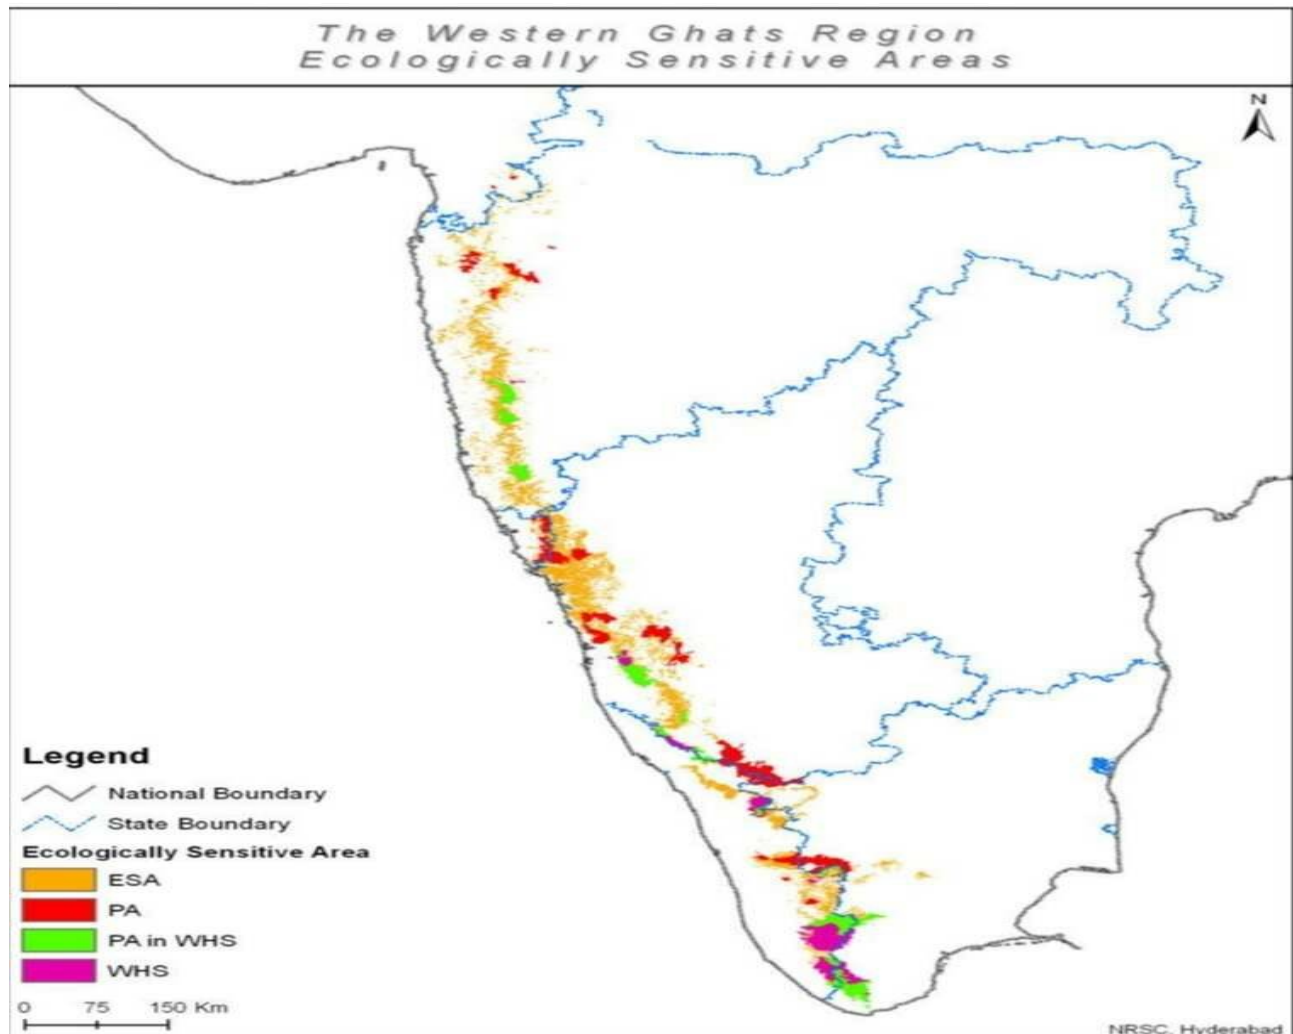 The Western Ghats Region
Ecologically Sensitive Areas
N
Legend
National Boundary
State Boundary
Ecologically Sensitive Area
ESA
PA
PA in WHS
WHS
0 75 150 Km
NRSC, Hyderabad